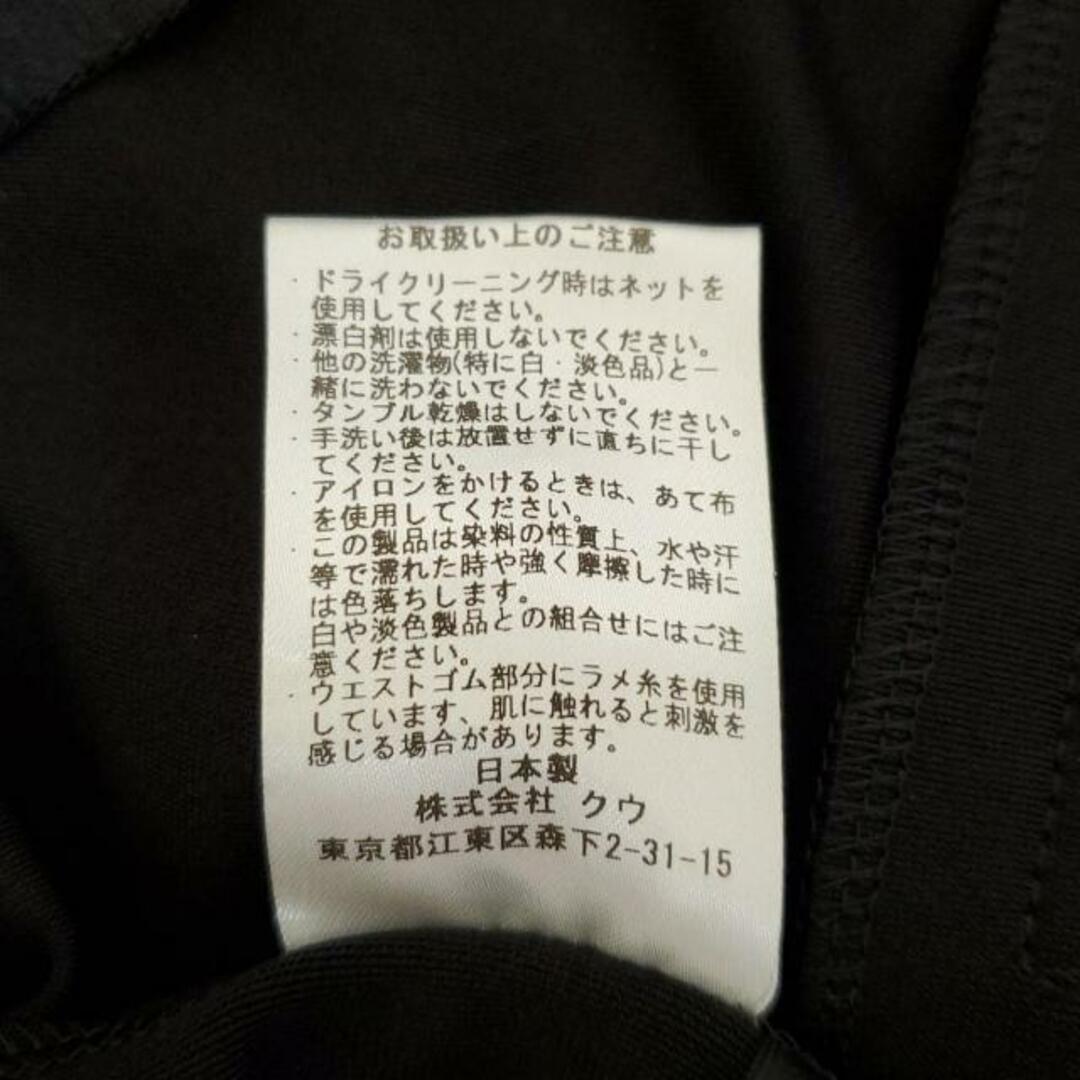 お取扱い上のご注意
・ドライクリーニング時はネットを
使用してください。
・漂白剤は使用しないでください。
・他の洗濯物(特に白・淡色品)と一
緒に洗わないでください。
・タンブル乾燥はしないでください。
・手洗い後は放置せずに直ちに干し
てください。
・アイロンをかけるときは、あて布
を使用してください。
・この製品は染料の性質上、水や汗
等で濡れた時や強く摩擦した時に
は色落ちします。
白や淡色製品との組合せにはご注
意ください。
・ウエストゴム部分にラメ糸を使用
しています、肌に触れると刺激を
感じる場合があります。
日本製
株式会社 クウ
東京都江東区森下2-31-15